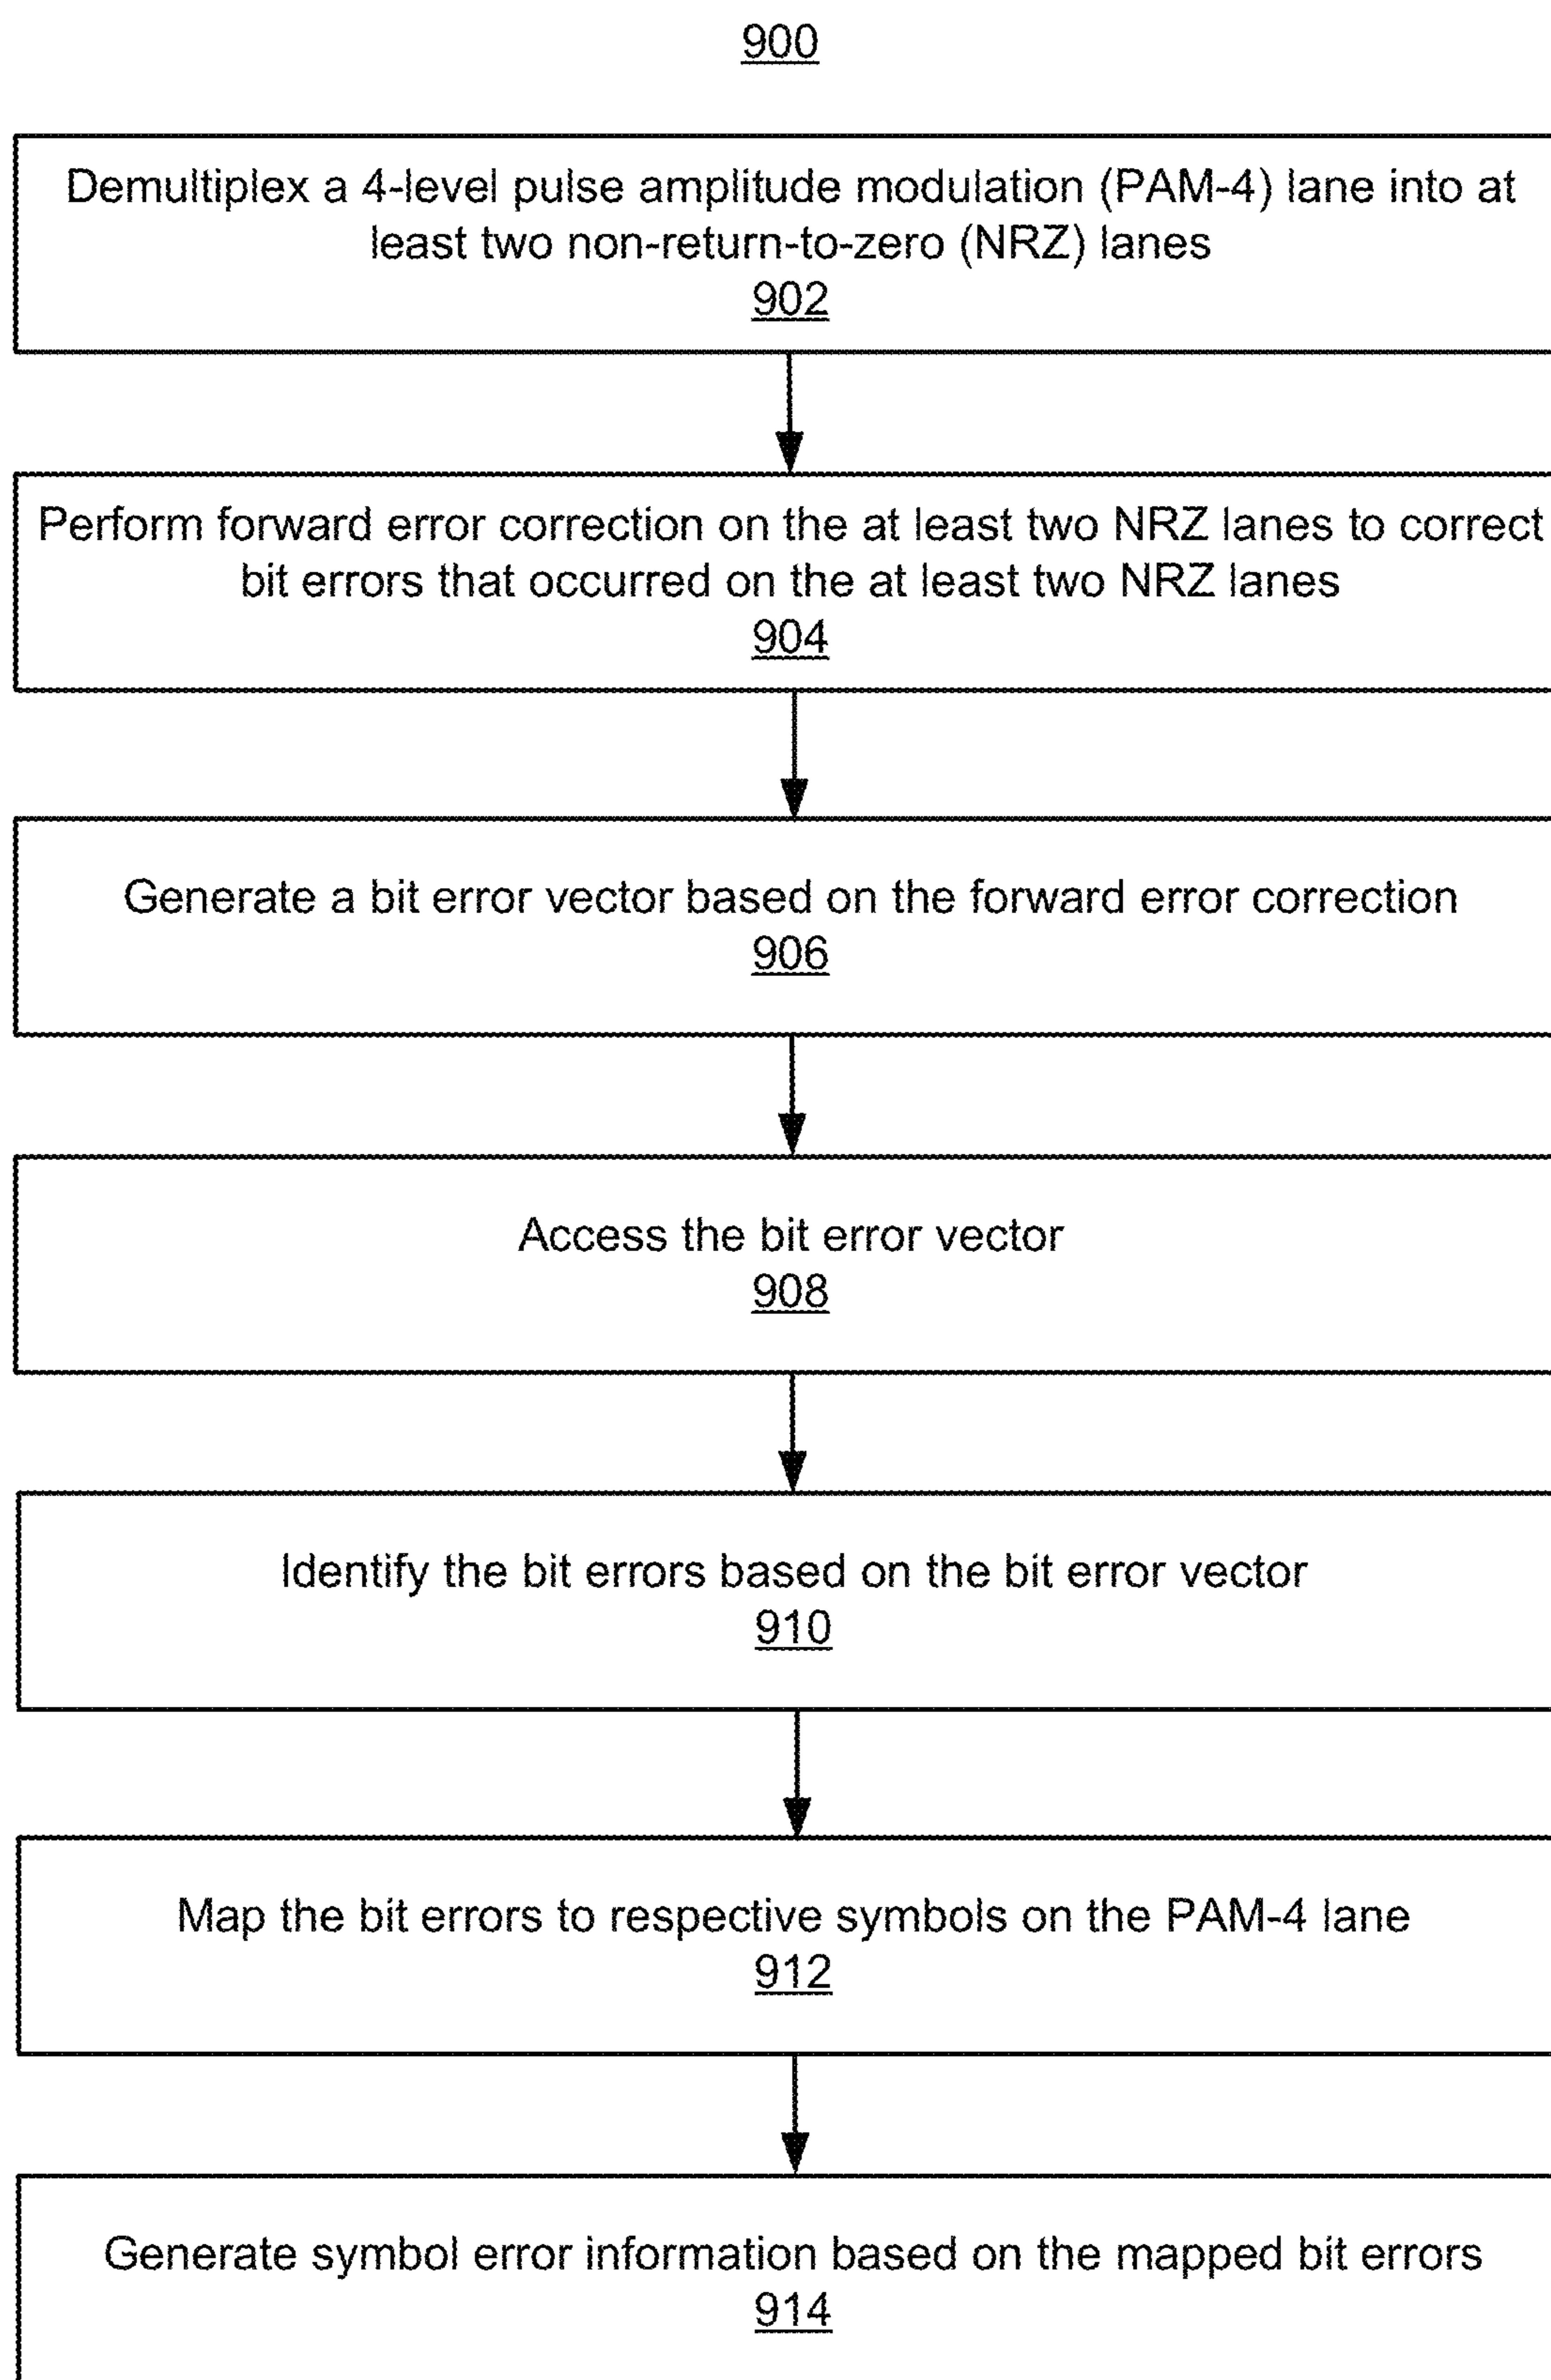 900
Demultiplex a 4-level pulse amplitude modulation (PAM-4) lane into at
least two non-return-to-zero (NRZ) lanes
902
Perform forward error correction on the at least two NRZ lanes to correct
bit errors that occurred on the at least two NRZ lanes
904
Generate a bit error vector based on the forward error correction
906
Access the bit error vector
908
Identify the bit errors based on the bit error vector
910
Map the bit errors to respective symbols on the PAM-4 lane
912
Generate symbol error information based on the mapped bit errors
914